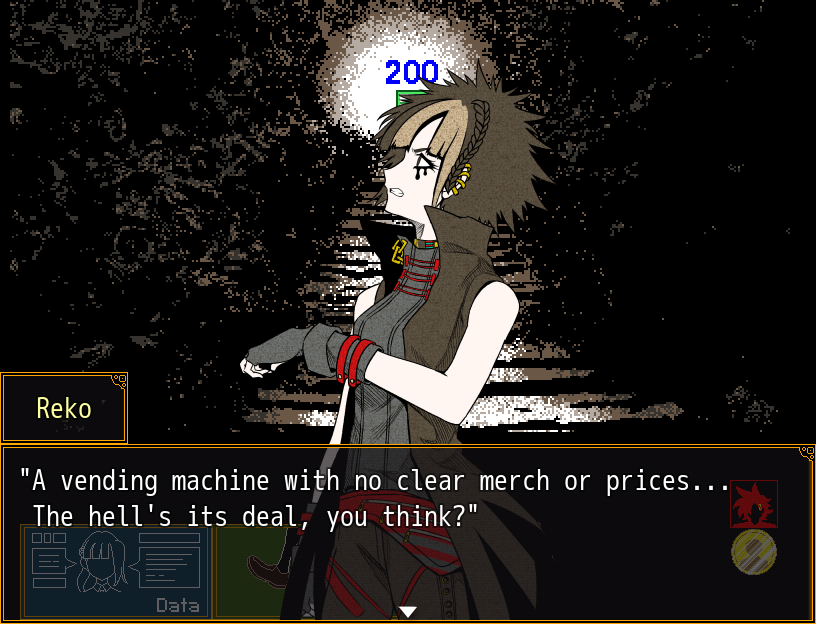 200
Reko
"A vending machine with no clear merch or prices...
The hell's its deal, you think?"
Data